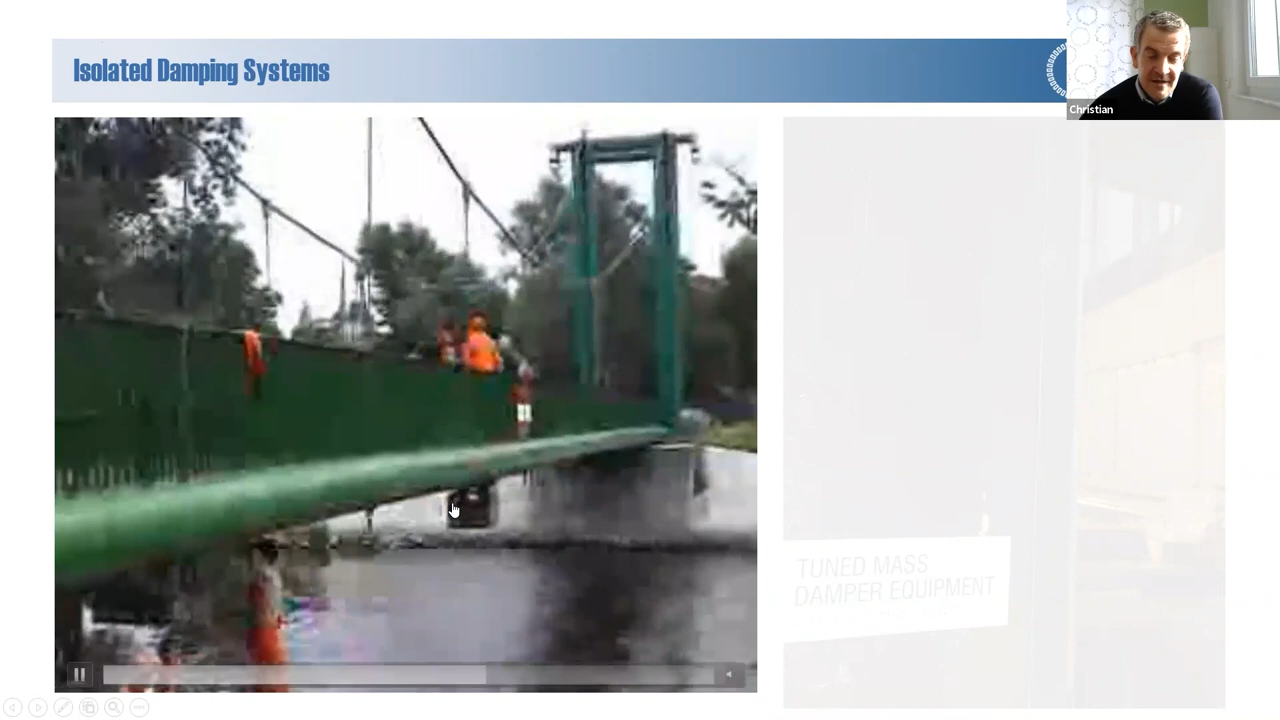 Isolated Damping Systems
Christian
TUNED MASS
DAMPER EQUIPMENT